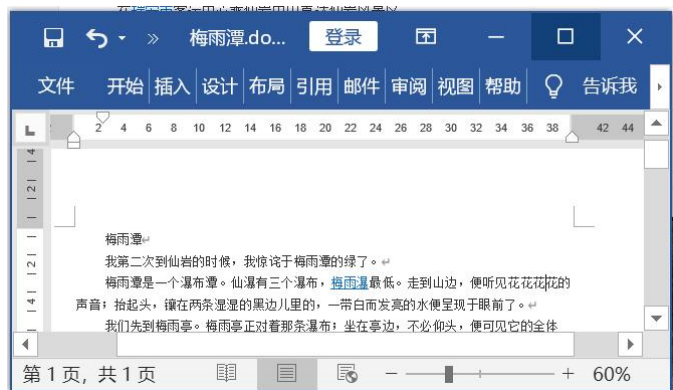 梅雨潭.do... 登录
文件 开始 插入 设计 布局 引用 邮件 审阅 视图 帮助 告诉我
2 4 6 8 10 12 14 16 18 20 22 24 26 28 30 32 34 36 38 42 44
梅雨潭
我第二次到仙岩的时候，我惊诧于梅雨潭的绿了。
梅雨潭是一个瀑布潭。仙瀑有三个瀑布，梅雨瀑最低。走到山边，便听见花花花花的
声音；抬起头，镶在两条湿湿的黑边儿里的，一带白而发亮的水便呈现于眼前了。
我们先到梅雨亭。梅雨亭正对着那条瀑布；坐在亭边，不必仰头，便可见它的全体
第1页，共1页 60%